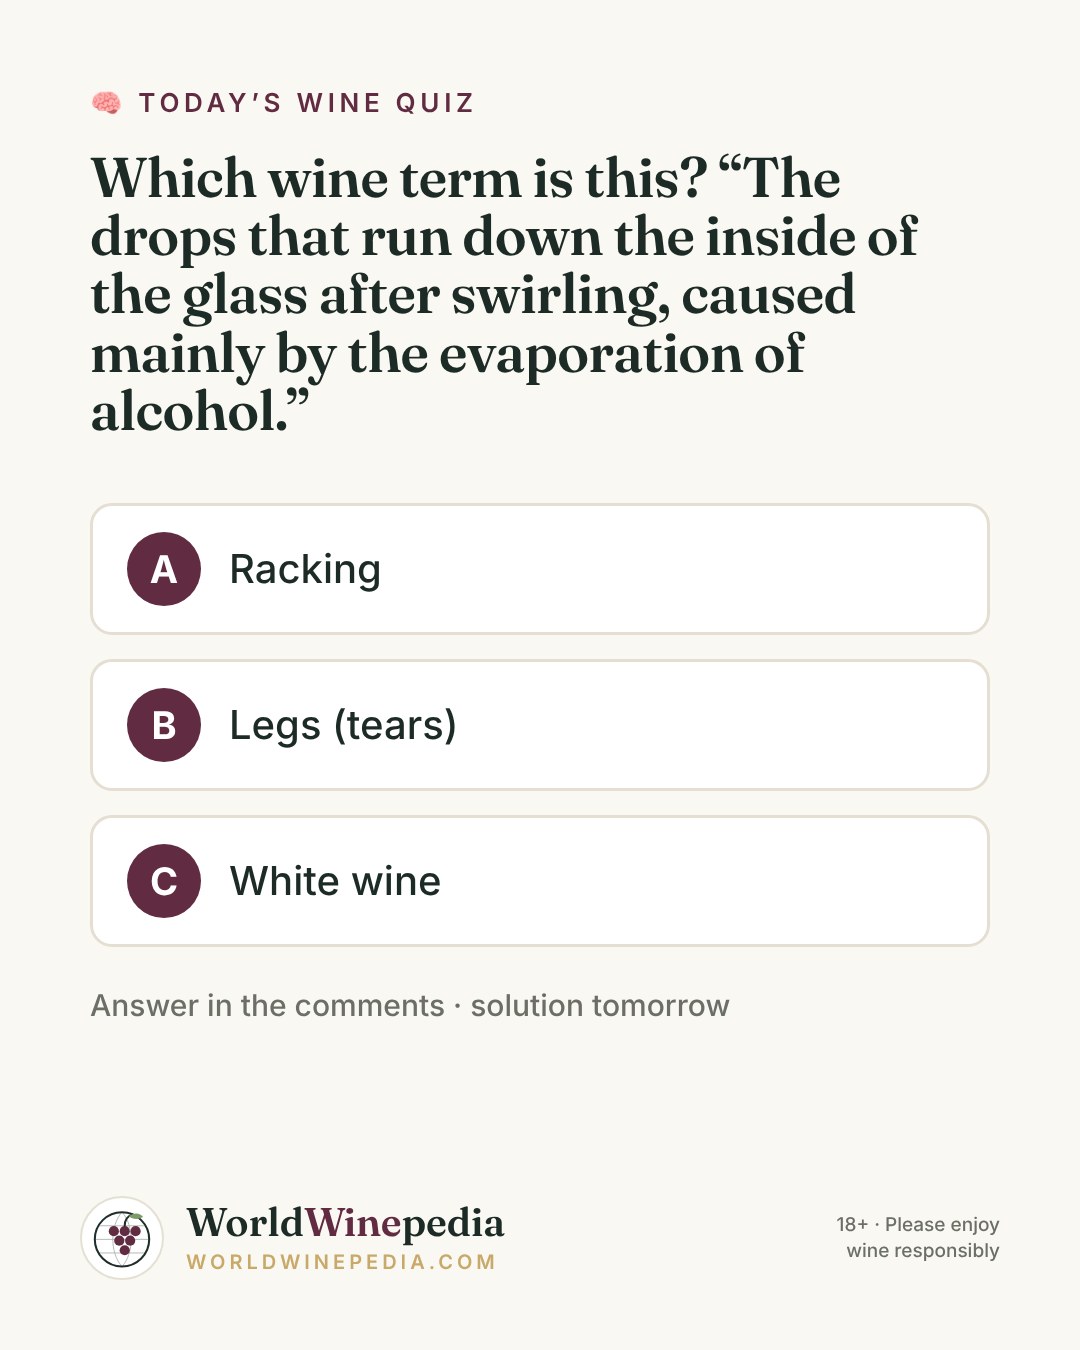 🧠 TODAY’S WINE QUIZ
Which wine term is this? “The
drops that run down the inside of
the glass after swirling, caused
mainly by the evaporation of
alcohol.”
A Racking
B Legs (tears)
C White wine
Answer in the comments · solution tomorrow
WorldWinepedia
WORLDWINEPEDIA.COM
18+ · Please enjoy
wine responsibly